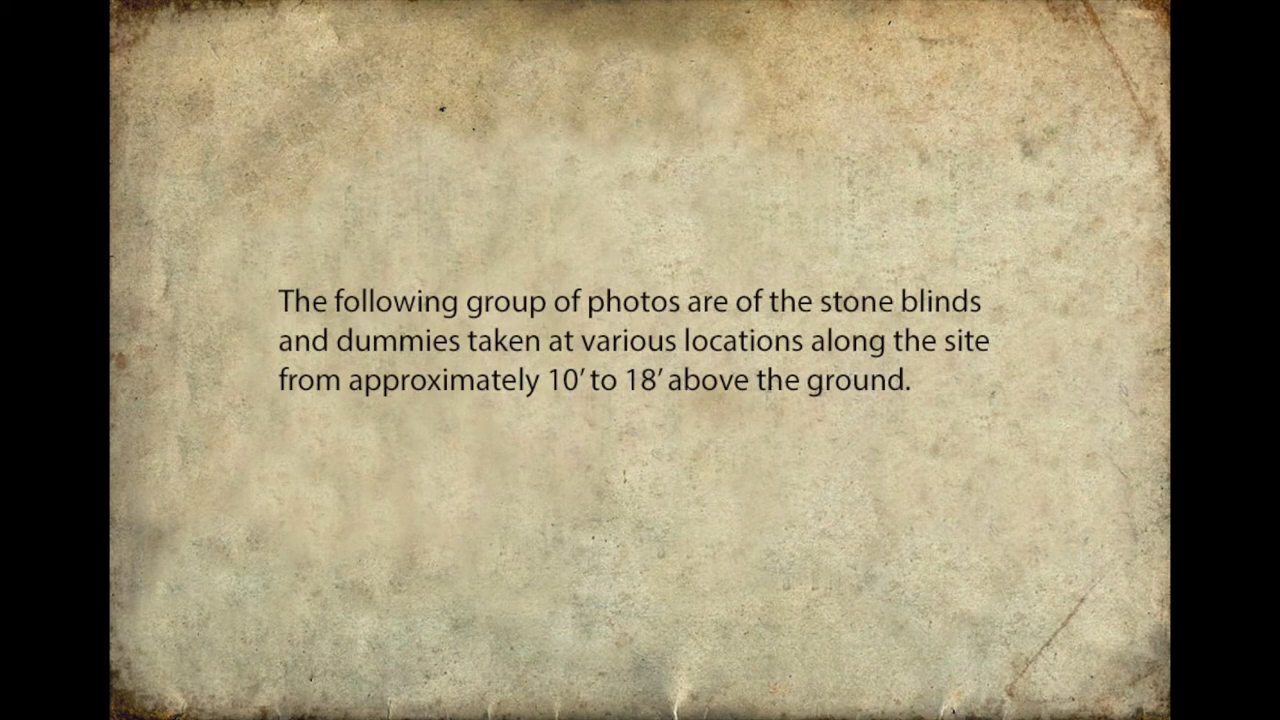 The following group of photos are of the stone blinds
and dummies taken at various locations along the site
from approximately 10’ to 18’ above the ground.